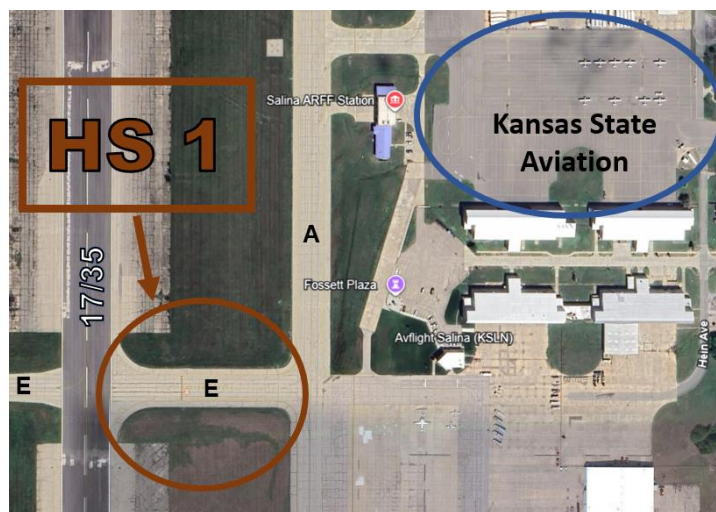 Salina ARFF Station
Kansas State
Aviation
HS 1
A
17/35
Fossett Plaza
Avflight Salina (KSLN)
Hein Ave
E
E